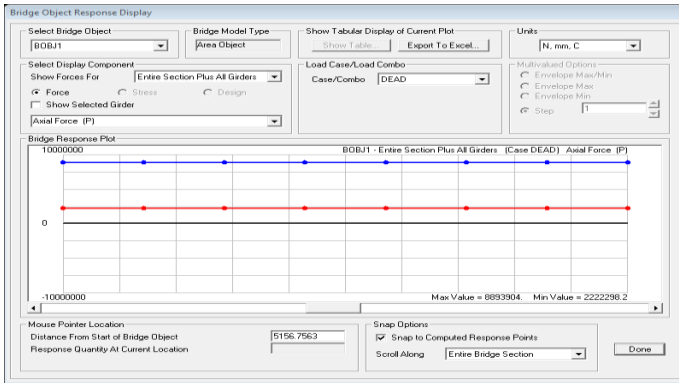 Bridge Object Response Display
Select Bridge Object
BOBJ1
Bridge Model Type
Area Object
Show Tabular Display of Current Plot
Show Table...
Export To Excel...
Units
N, mm, C
Select Display Component
Show Forces For
Entire Section Plus All Girders
Force
Stress
Design
Show Selected Girder
Axial Force (P)
Load Case/Load Combo
Case/Combo
DEAD
Multivalued Options
Envelope Max/Min
Envelope Max
Envelope Min
Step
1
Bridge Response Plot
10000000
BOBJ1 - Entire Section Plus All Girders (Case DEAD) Axial Force (P)
0
-10000000
Max Value = 8893904. Min Value = 2222298.2
Mouse Pointer Location
Distance From Start of Bridge Object
5156.7563
Response Quantity At Current Location
Snap Options
Snap to Computed Response Points
Scroll Along
Entire Bridge Section
Done